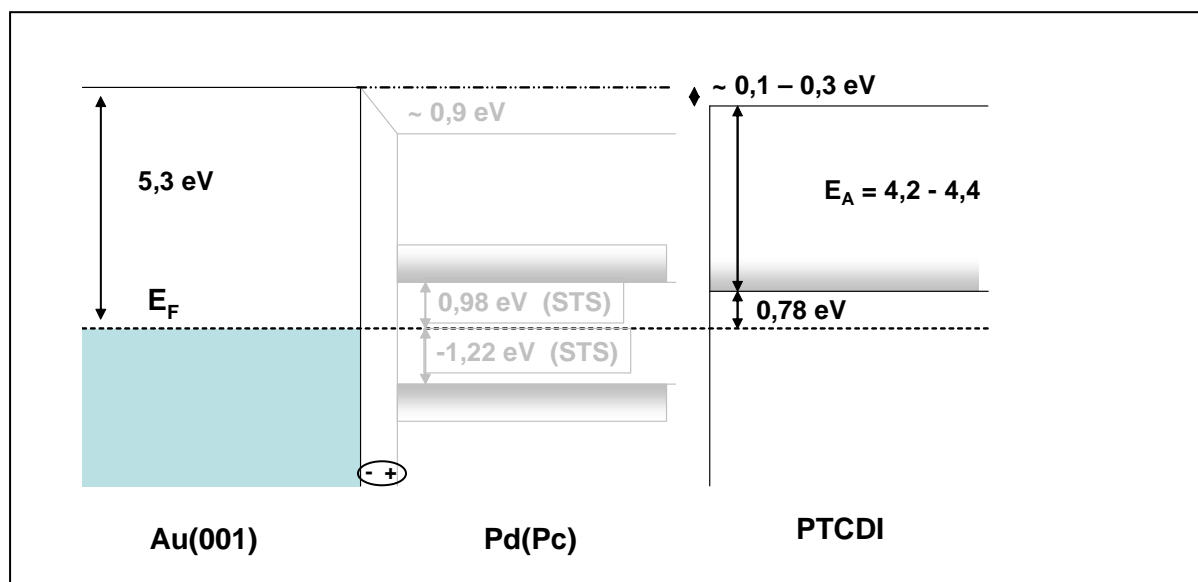 ~ 0,1 – 0,3 eV
~ 0,9 eV
5,3 eV
E_A = 4,2 - 4,4
E_F
0,98 eV (STS)
0,78 eV
-1,22 eV (STS)
- +
Au(001)
Pd(Pc)
PTCDI